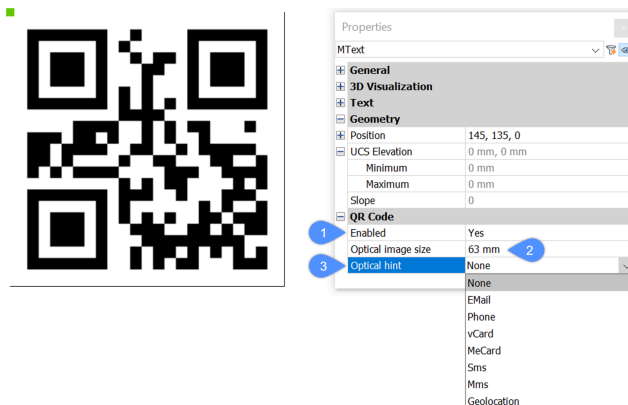 Properties
MText
General
3D Visualization
Text
Geometry
Position 145, 135, 0
UCS Elevation 0 mm, 0 mm
Minimum 0 mm
Maximum 0 mm
Slope 0
QR Code
1 Enabled Yes
Optical image size 63 mm 2
3 Optical hint None
None
EMail
Phone
vCard
MeCard
Sms
Mms
Geolocation